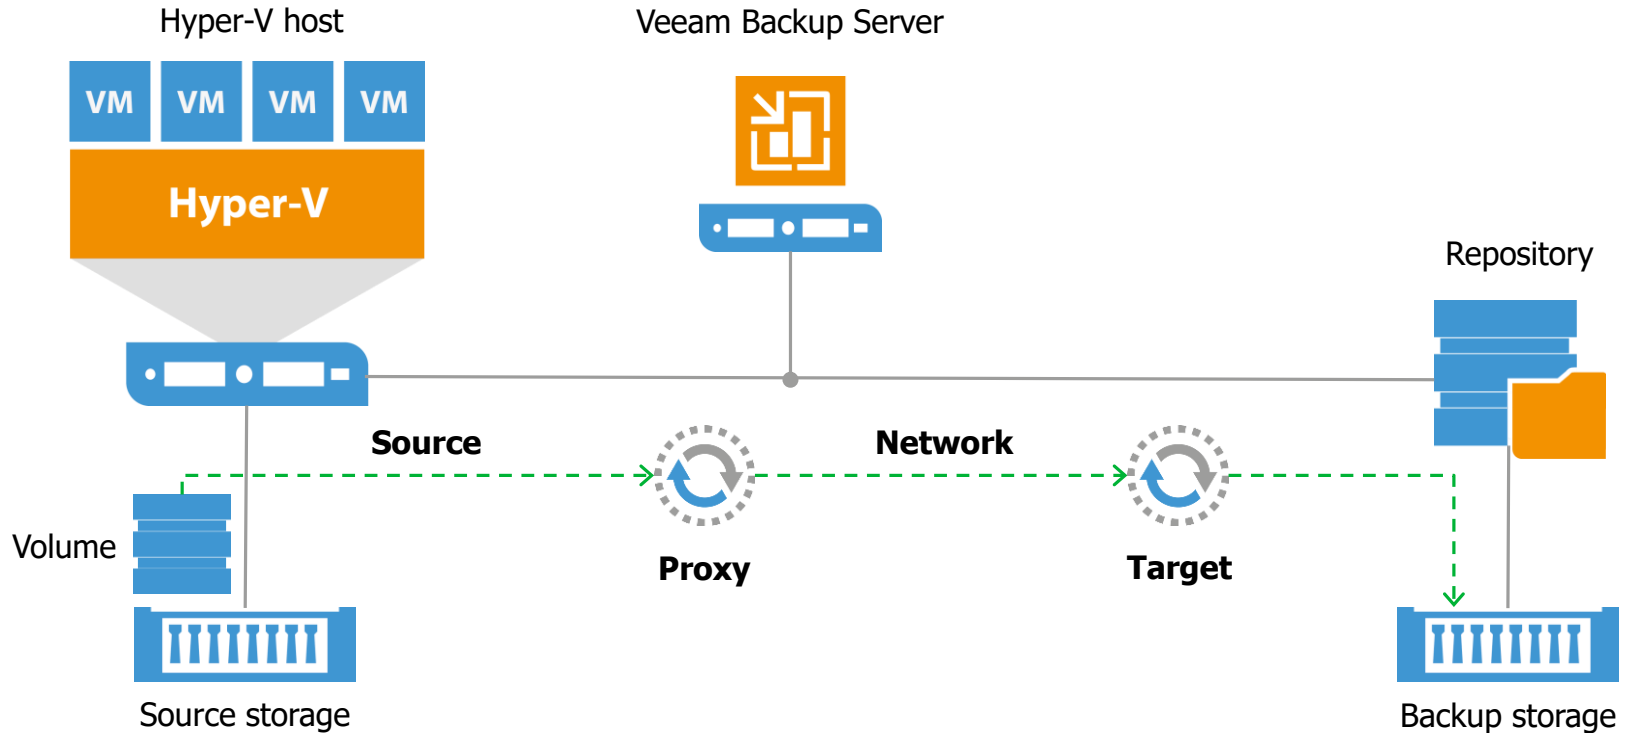 Hyper-V host
Veeam Backup Server
VM VM VM VM
Hyper-V
Repository
Source
Network
Volume
Proxy
Target
Source storage
Backup storage